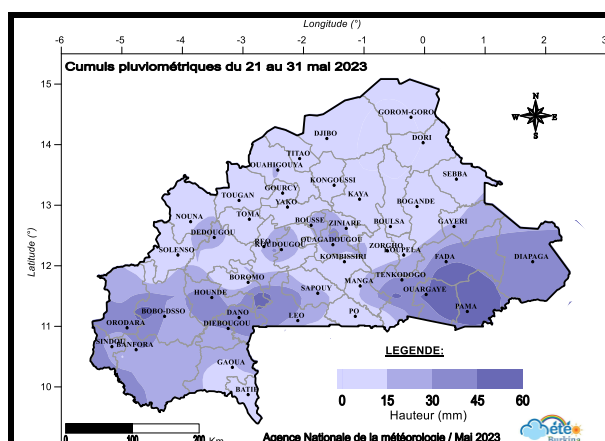 Longitude (°)
-6 -5 -4 -3 -2 -1 0 1 2 3
Cumuls pluviométriques du 21 au 31 mai 2023
15
14
13
12
11
10
Latitude (°)
N
W E
S
GOROM-GORO
DJIBO
DORI
TITAO
OUAHIGOUYA
KONGOUSSI
SEBBA
TOUGAN
GOURCY
KAYA
YAKO
BOGANDE
NOUNA
TOMA
BOUSSE
ZINIARE
BOULSA
GAYERI
DEDOUGOU
OUAGADOUGOU
KOUDOUGOU
SOLENSO
ZORGHO
KOUPELA
KOMBISSIRI
FADA
DIAPAGA
BOROMO
TENKODOGO
MANGA
HOUNDE
SAPOUY
OUARGAYE
BOBO-DSSO
DANO
LEO
PO
PAMA
ORODARA
DIEBOUGOU
SINDOU
BANFORA
GAOUA
BATIE
LEGENDE:
0 15 30 45 60
Hauteur (mm)
0 100 200 Km
Agence Nationale de la météorologie / Mai 2023
météo
Burkina